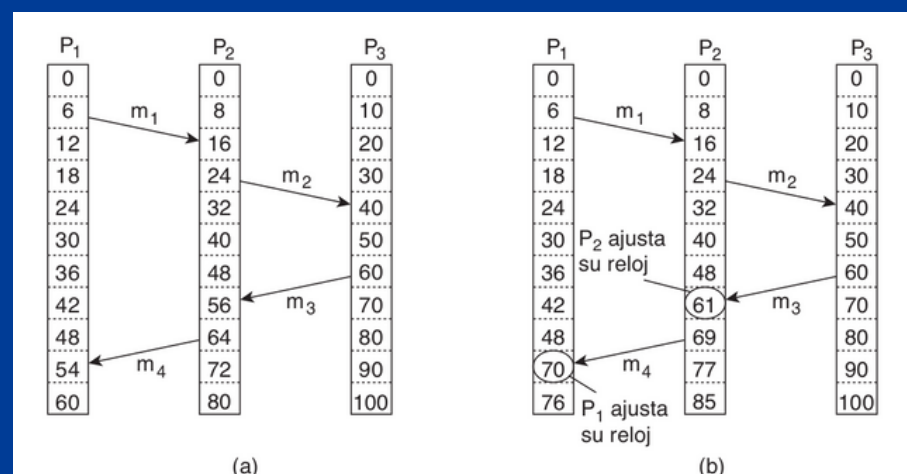 P1 P2 P3
0 0 0
6 8 10
m1
12 16 20
18 24 30
m2
24 32 40
30 40 50
36 48 60
42 56 70
m3
48 64 80
54 72 90
m4
60 80 100
(a)
P1 P2 P3
0 0 0
6 8 10
m1
12 16 20
18 24 30
m2
24 32 40
30 40 50
P2 ajusta
su reloj
36 48 60
42 61 70
m3
48 69 80
70 77 90
m4
76 85 100
P1 ajusta
su reloj
(b)